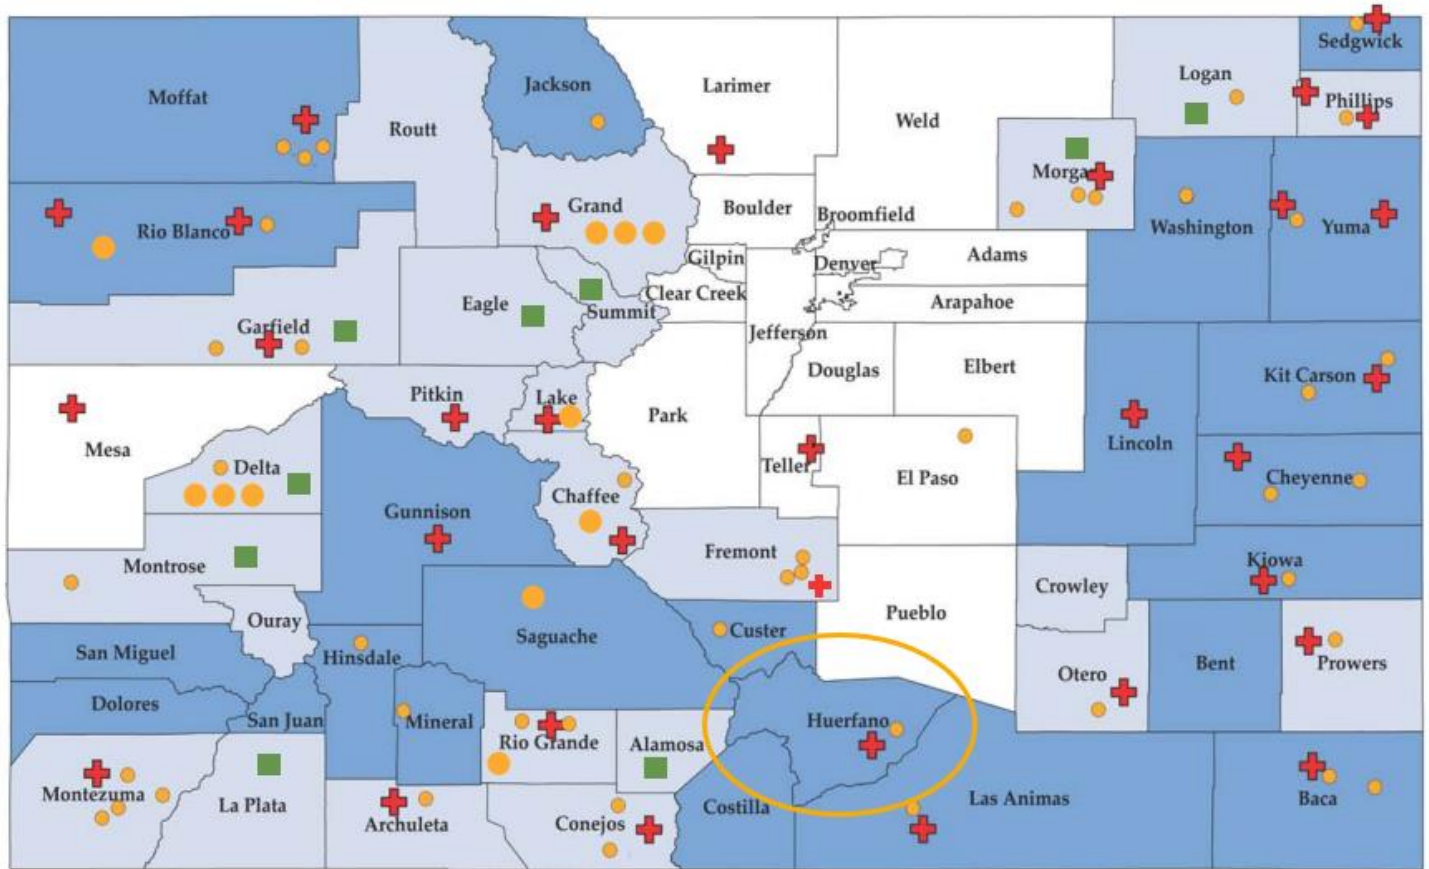 Sedgwick
Logan
Jackson
Larimer
Moffat
Phillips
Weld
Routt
Morga
Grand
Boulder
Broomfield
Washington
Yuma
Rio Blanco
Gilpin
Denver
Adams
Clear Creek
Eagle
Summit
Arapahoe
Garfield
Jefferson
Douglas
Elbert
Kit Carson
Pitkin
Lake
Park
Mesa
Lincoln
Teller
Delta
El Paso
Cheyenne
Chaffee
Gunnison
Fremont
Kiowa
Montrose
Crowley
Ouray
Pueblo
Saguache
Custer
San Miguel
Hinsdale
Otero
Bent
Prowers
Dolores
San Juan
Mineral
Huerfano
Rio Grande
Alamosa
Montezuma
La Plata
Archuleta
Conejos
Costilla
Las Animas
Baca